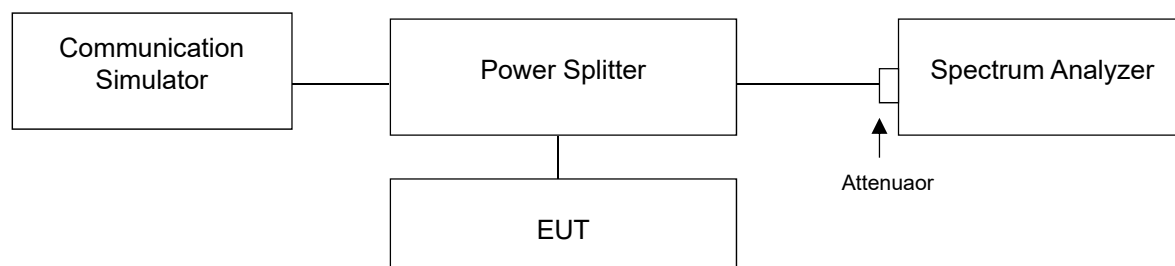 Communication
Simulator
Power Splitter
Spectrum Analyzer
Attenuaor
EUT